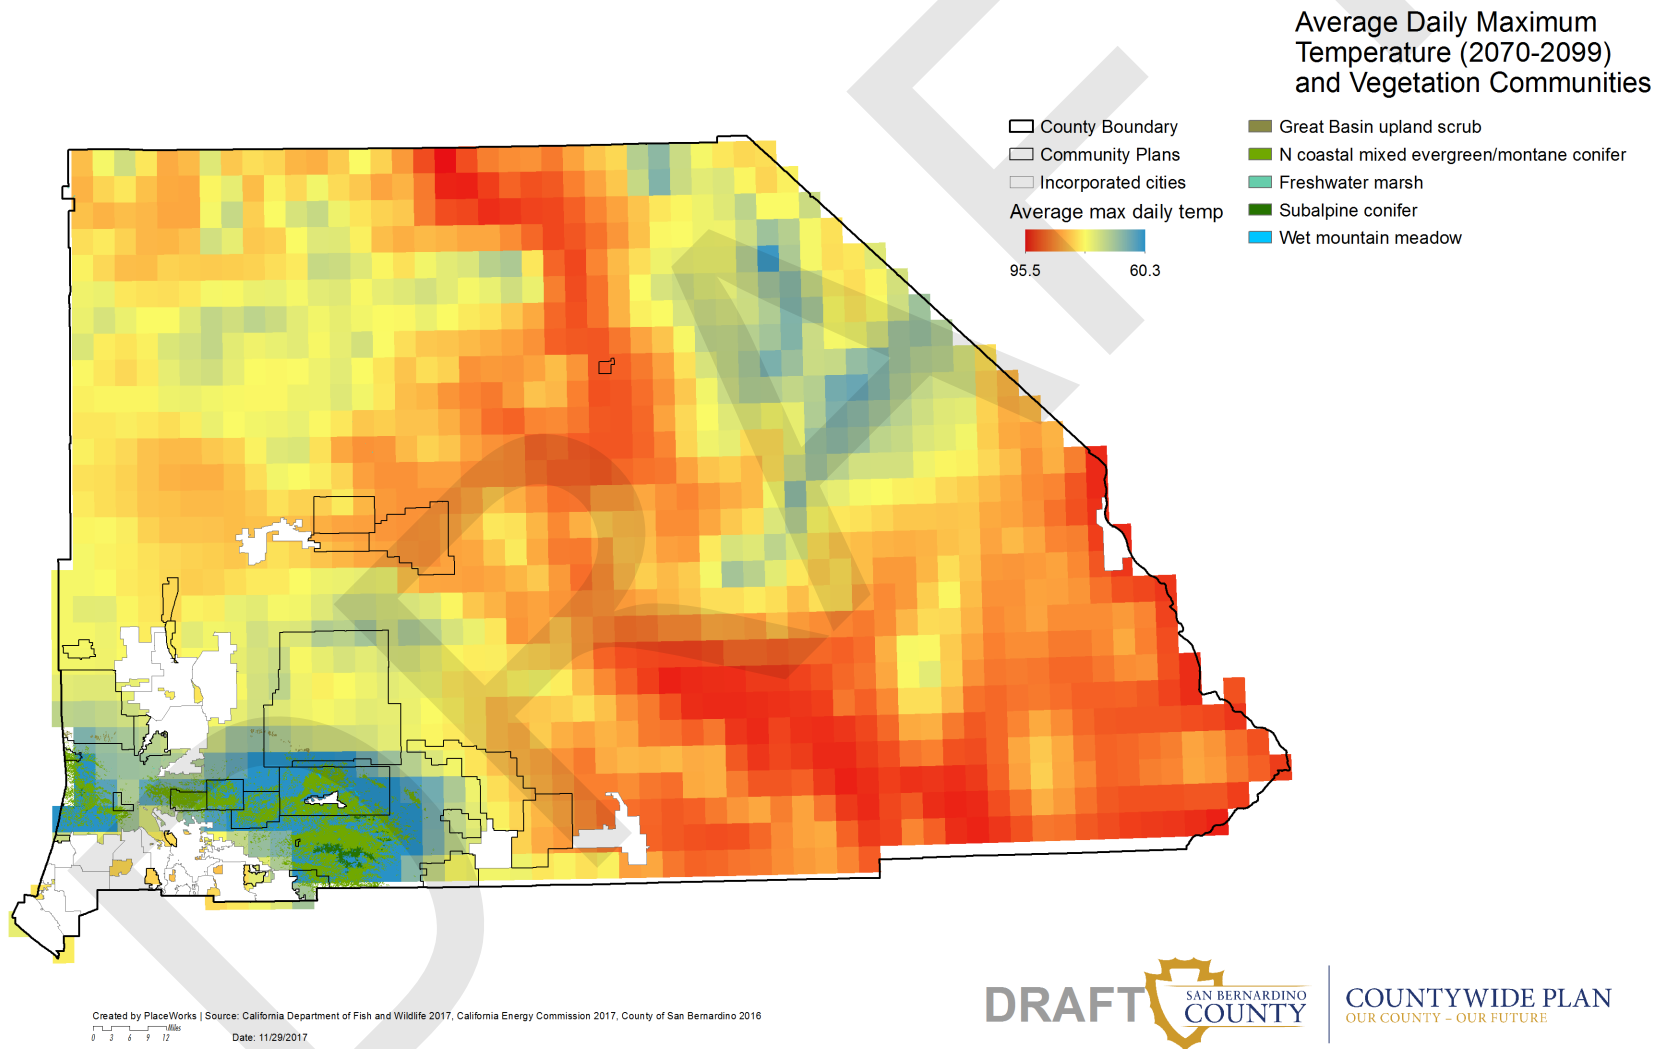 Average Daily Maximum
Temperature (2070-2099)
and Vegetation Communities
County Boundary
Community Plans
Incorporated cities
Average max daily temp
95.5 60.3
Great Basin upland scrub
N coastal mixed evergreen/montane conifer
Freshwater marsh
Subalpine conifer
Wet mountain meadow
DRAFT
Created by PlaceWorks | Source: California Department of Fish and Wildlife 2017, California Energy Commission 2017, County of San Bernardino 2016
Miles
0 3 6 9 12
Date: 11/29/2017
DRAFT
SAN BERNARDINO
COUNTY
COUNTYWIDE PLAN
OUR COUNTY – OUR FUTURE